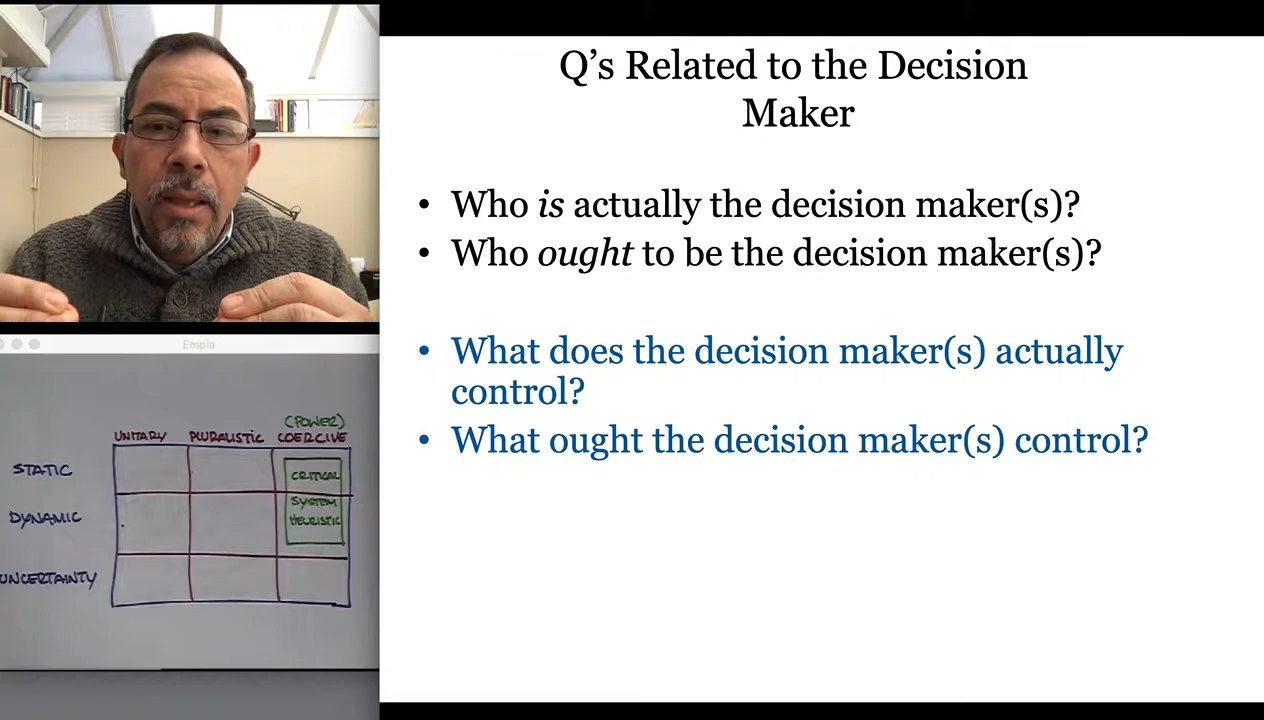 Q’s Related to the Decision
Maker
• Who is actually the decision maker(s)?
• Who ought to be the decision maker(s)?
• What does the decision maker(s) actually
control?
• What ought the decision maker(s) control?
Empia
(POWER)
UNITARY PLURALISTIC COERCIVE
STATIC
CRITICAL
SYSTEM
DYNAMIC
HEURISTIC
UNCERTAINTY